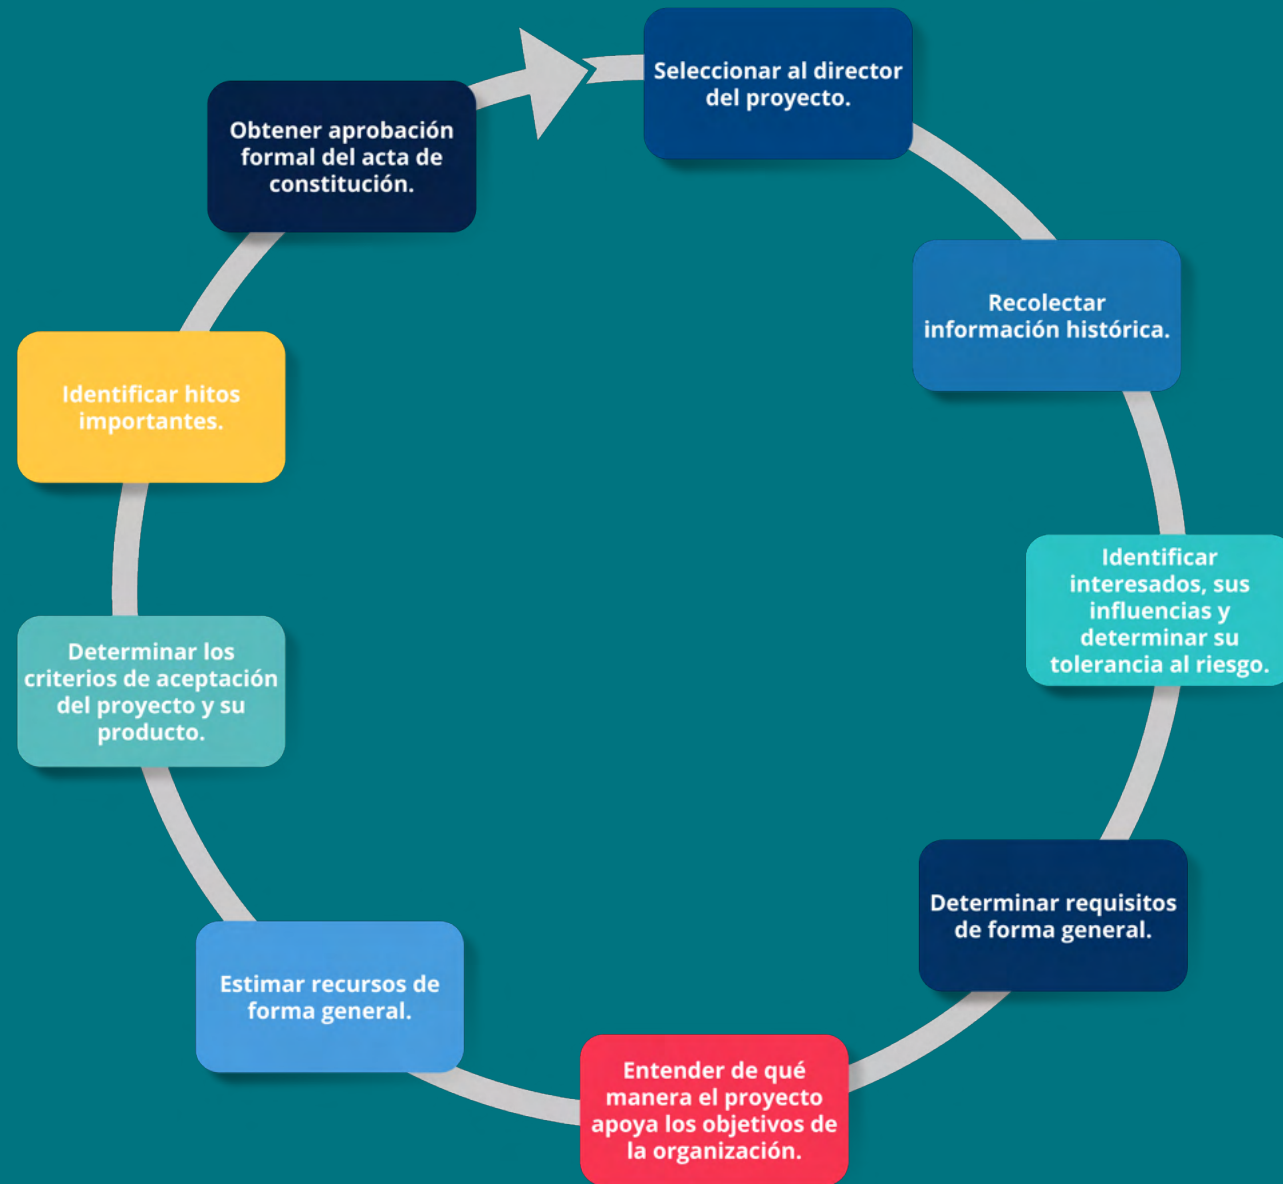 Seleccionar al director
del proyecto.
Recolectar
información histórica.
Identificar
interesados, sus
influencias y
determinar su
tolerancia al riesgo.
Determinar requisitos
de forma general.
Entender de qué
manera el proyecto
apoya los objetivos de
la organización.
Estimar recursos de
forma general.
Determinar los
criterios de aceptación
del proyecto y su
producto.
Identificar hitos
importantes.
Obtener aprobación
formal del acta de
constitución.